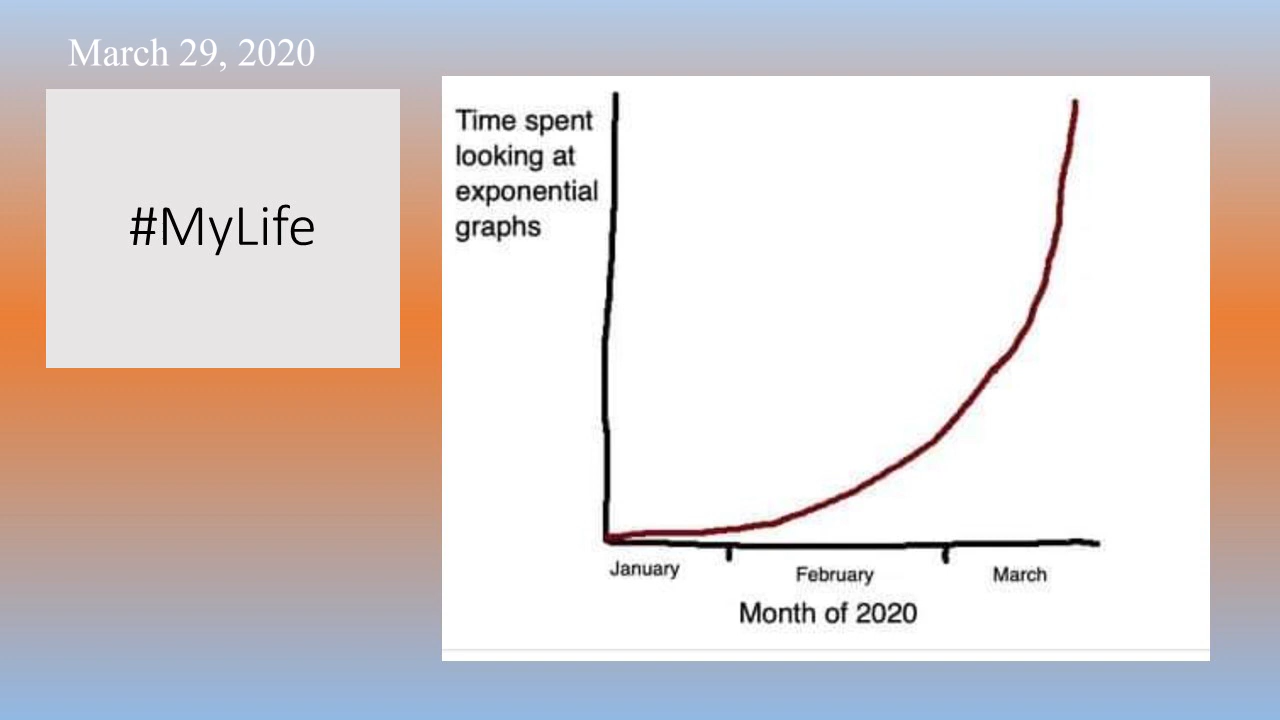 March 29, 2020
#MyLife
Time spent
looking at
exponential
graphs
January
February
March
Month of 2020